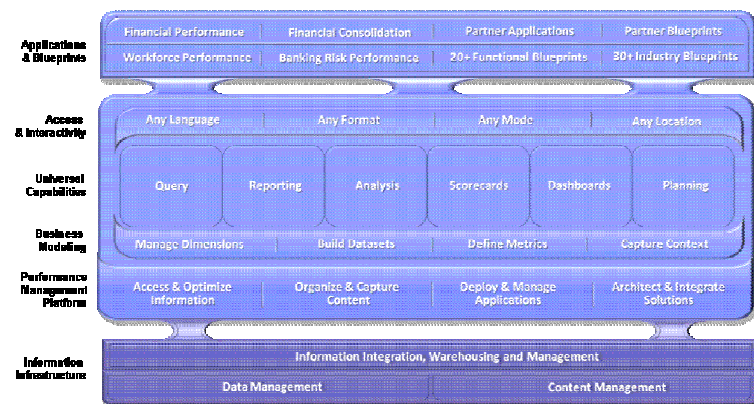 Applications
& Blueprints
Financial Performance Financial Consolidation Partner Applications Partner Blueprints
Workforce Performance Banking Risk Performance 20+ Functional Blueprints 30+ Industry Blueprints
Access
& Interactivity
Any Language Any Format Any Mode Any Location
Universal
Capabilities
Query Reporting Analysis Scorecards Dashboards Planning
Business
Modeling
Manage Dimensions Build Datasets Define Metrics Capture Context
Performance
Management
Platform
Access & Optimize Organize & Capture Deploy & Manage Architect & Integrate
Information Content Applications Solutions
Information
Infrastructure
Information Integration, Warehousing and Management
Data Management Content Management